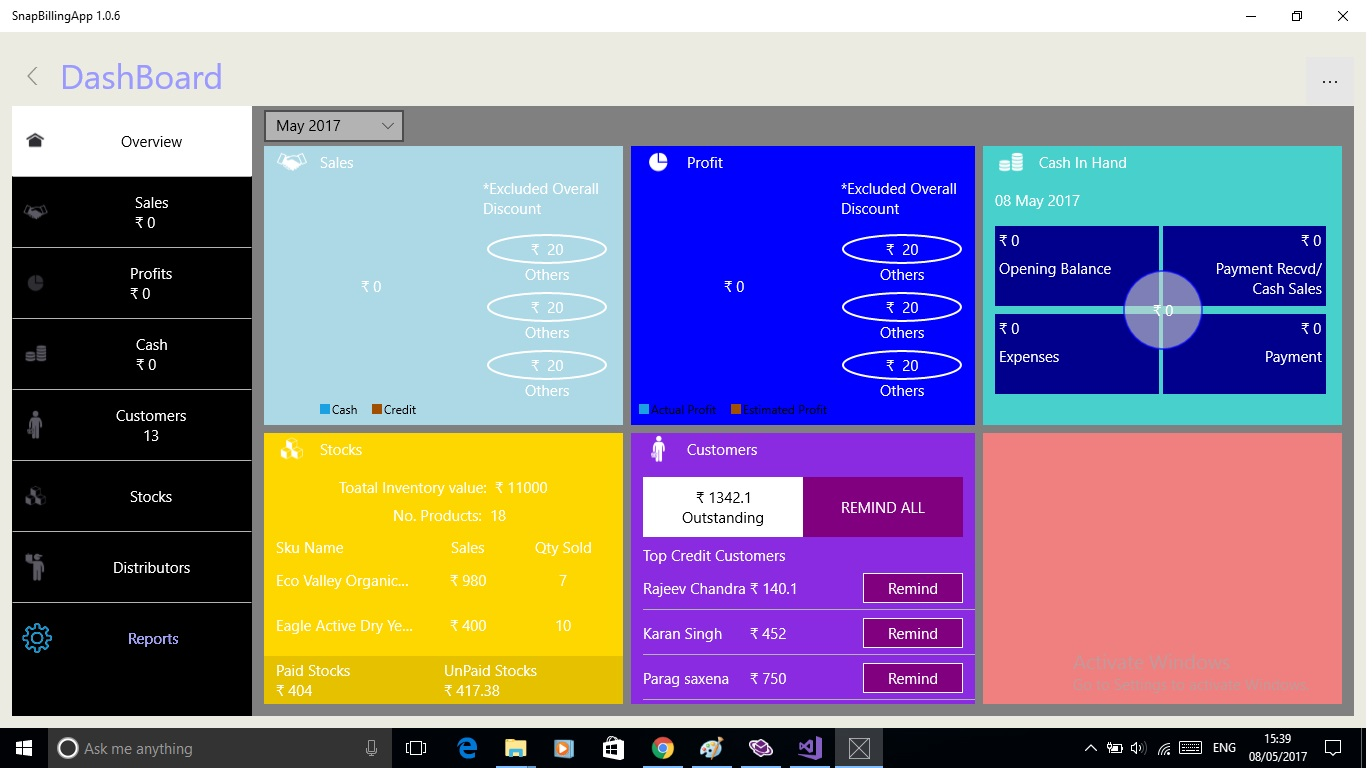 SnapBillingApp 1.0.6
DashBoard
...
Overview
Sales
₹ 0
Profits
₹ 0
Cash
₹ 0
Customers
13
Stocks
Distributors
Reports
May 2017
Sales
*Excluded Overall
Discount
₹ 20
Others
₹ 0
₹ 20
Others
₹ 20
Others
Cash
Credit
Profit
*Excluded Overall
Discount
₹ 20
Others
₹ 0
₹ 20
Others
₹ 20
Others
Actual Profit
Estimated Profit
Cash In Hand
08 May 2017
₹ 0
Opening Balance
₹ 0
Payment Recvd/
Cash Sales
₹ 0
₹ 0
Expenses
₹ 0
Payment
Stocks
Toatal Inventory value: ₹ 11000
No. Products: 18
Sku Name Sales Qty Sold
Eco Valley Organic... ₹ 980 7
Eagle Active Dry Ye... ₹ 400 10
Paid Stocks
₹ 404
UnPaid Stocks
₹ 417.38
Customers
₹ 1342.1
Outstanding
REMIND ALL
Top Credit Customers
Rajeev Chandra ₹ 140.1 Remind
Karan Singh ₹ 452 Remind
Parag saxena ₹ 750 Remind
Activate Windows
Go to Settings to activate Windows.
Ask me anything
ENG
15:39
08/05/2017